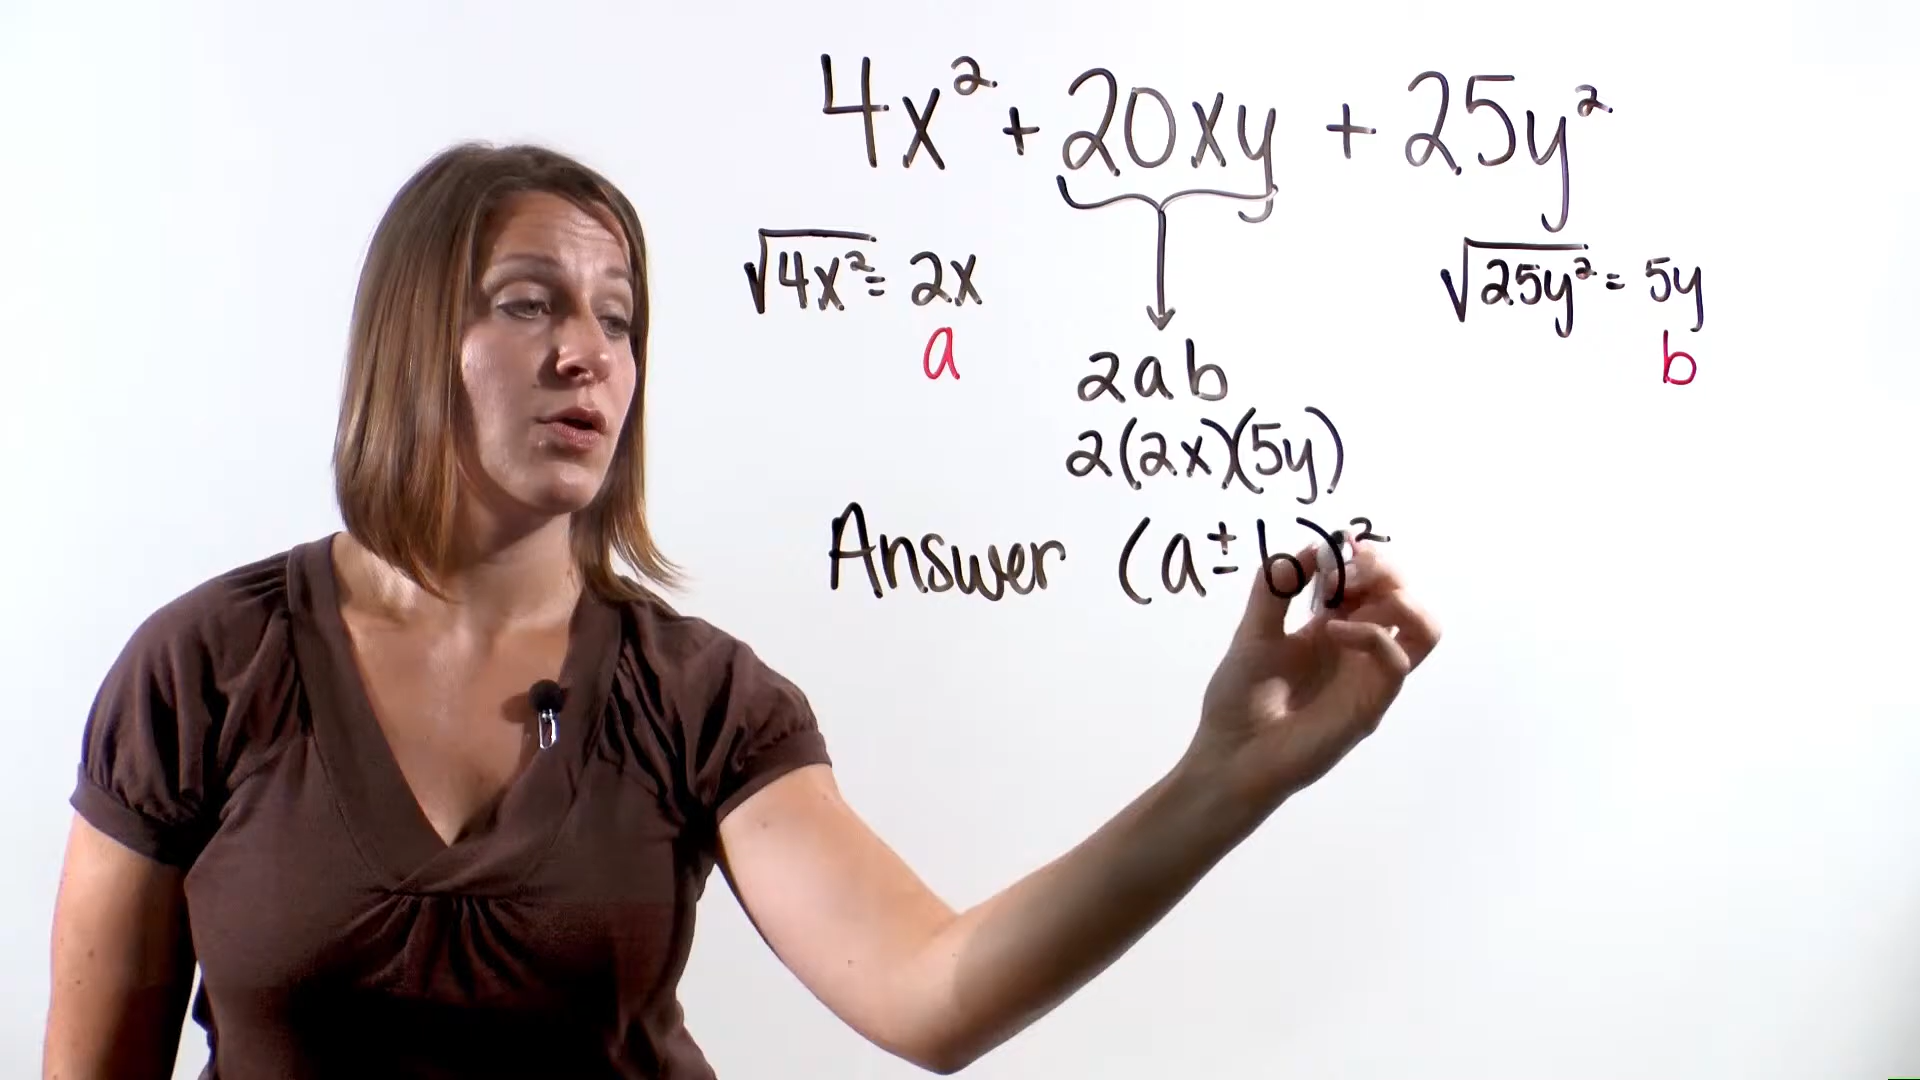 4x² + 20xy + 25y²
√4x² = 2x
√25y² = 5y
a
b
2ab
2(2x)(5y)
Answer (a ± b)²